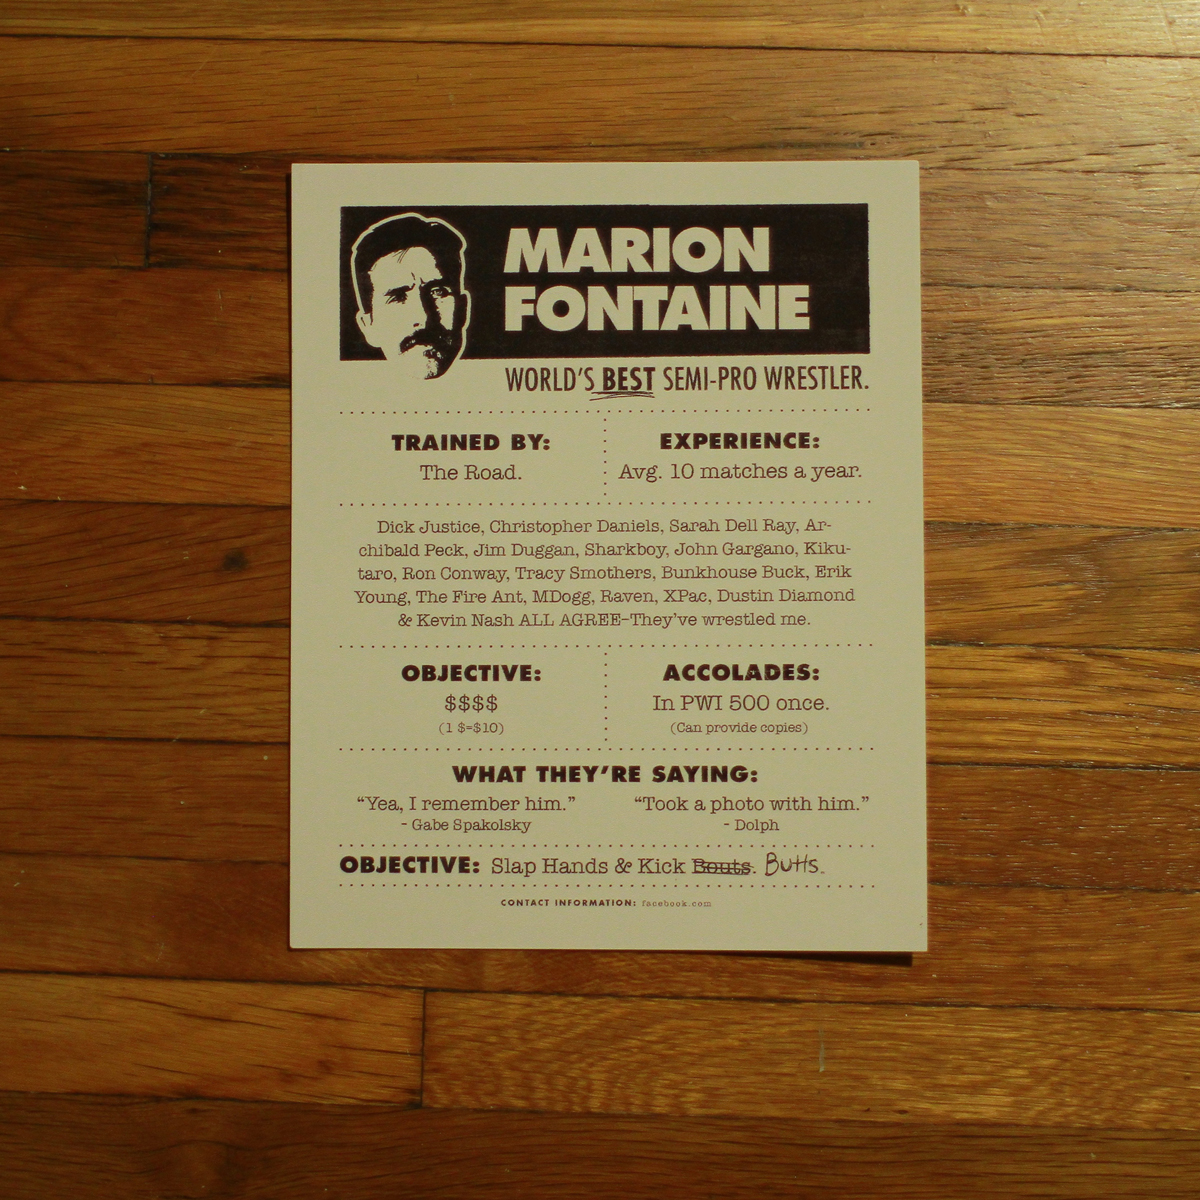 MARION
FONTAINE
WORLD'S BEST SEMI-PRO WRESTLER.
TRAINED BY:
The Road.
EXPERIENCE:
Avg. 10 matches a year.
Dick Justice, Christopher Daniels, Sarah Dell Ray, Ar-
chibald Peck, Jim Duggan, Sharkboy, John Gargano, Kiku-
taro, Ron Conway, Tracy Smothers, Bunkhouse Buck, Erik
Young, The Fire Ant, MDogg, Raven, XPac, Dustin Diamond
& Kevin Nash ALL AGREE–They've wrestled me.
OBJECTIVE:
$$$$
(1 $=$10)
ACCOLADES:
In PWI 500 once.
(Can provide copies)
WHAT THEY'RE SAYING:
"Yea, I remember him."
- Gabe Spakolsky
"Took a photo with him."
- Dolph
OBJECTIVE: Slap Hands & Kick Bouts. Butts.
CONTACT INFORMATION: facebook.com